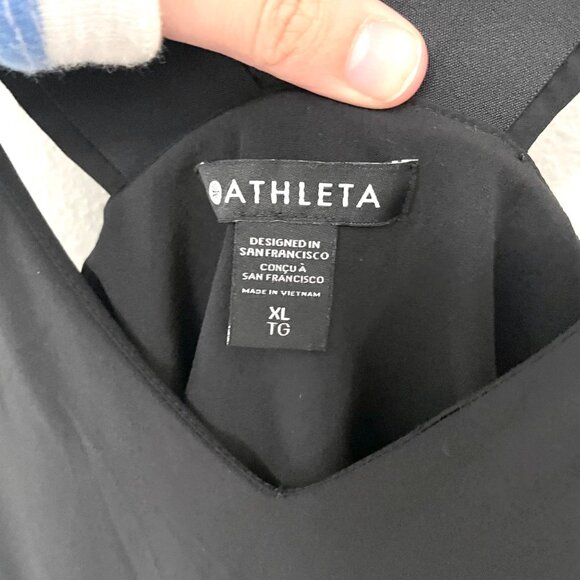 ATHLETA
DESIGNED IN
SAN FRANCISCO
CONÇU À
SAN FRANCISCO
MADE IN VIETNAM
XL
TG